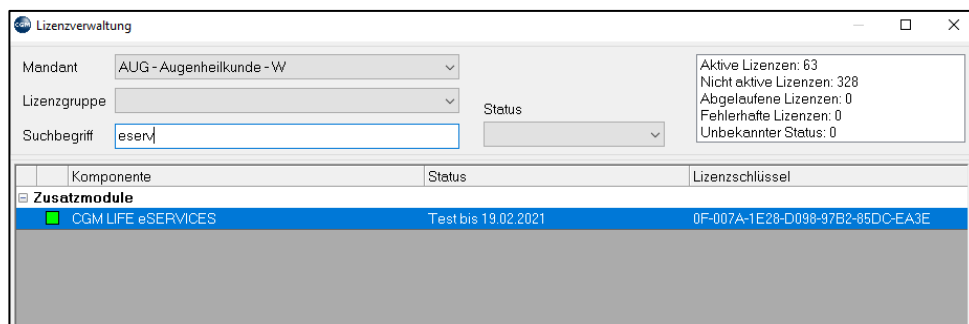 CGM Lizenzverwaltung
Mandant AUG - Augenheilkunde - W
Lizenzgruppe
Suchbegriff eserv
Status
Aktive Lizenzen: 63
Nicht aktive Lizenzen: 328
Abgelaufene Lizenzen: 0
Fehlerhafte Lizenzen: 0
Unbekannter Status: 0
Komponente Status Lizenzschlüssel
Zusatzmodule
CGM LIFE eSERVICES Test bis 19.02.2021 0F-007A-1E28-D098-97B2-85DC-EA3E